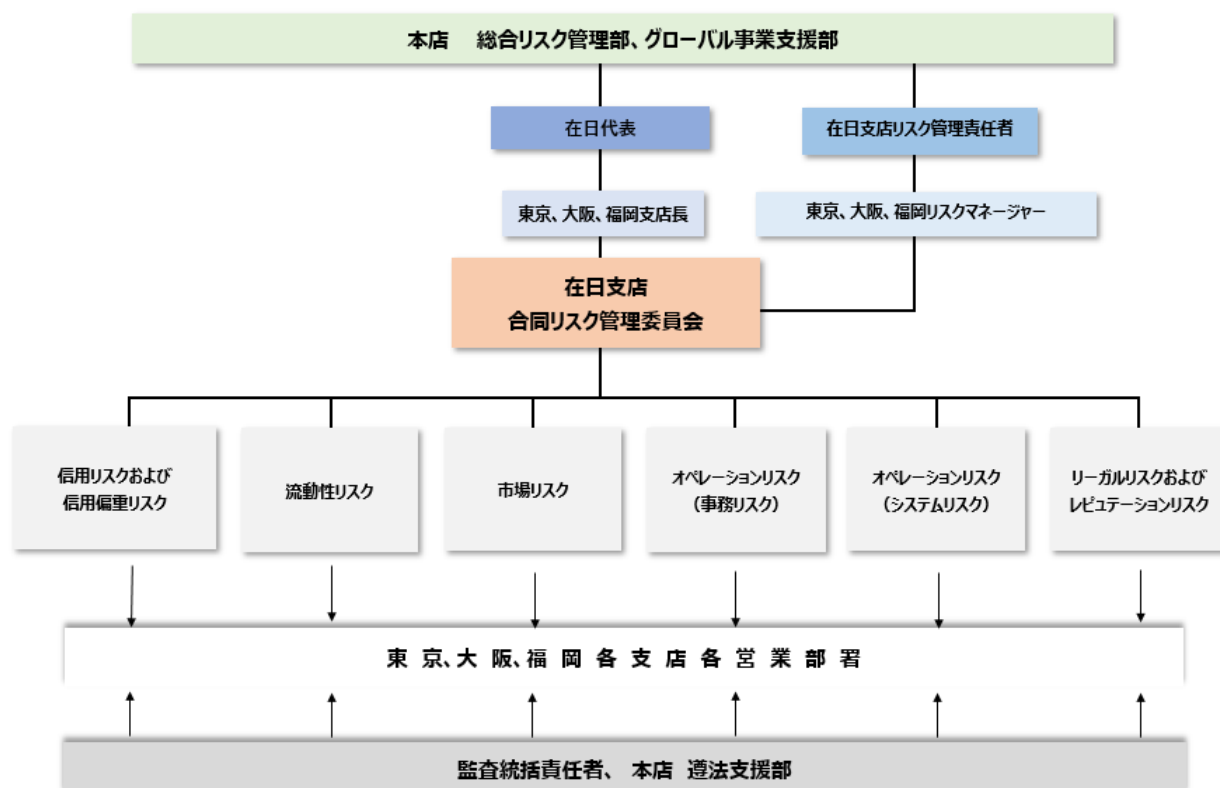 本店 総合リスク管理部、グローバル事業支援部
在日代表
在日支店リスク管理責任者
東京、大阪、福岡支店長
東京、大阪、福岡リスクマネージャー
在日支店
合同リスク管理委員会
信用リスクおよび
信用偏重リスク
流動性リスク
市場リスク
オペレーションリスク
（事務リスク）
オペレーションリスク
（システムリスク）
リーガルリスクおよび
レピュテーションリスク
東 京、大 阪、福 岡 各 支 店 各 営 業 部 署
監査統括責任者、 本店 遵法支援部